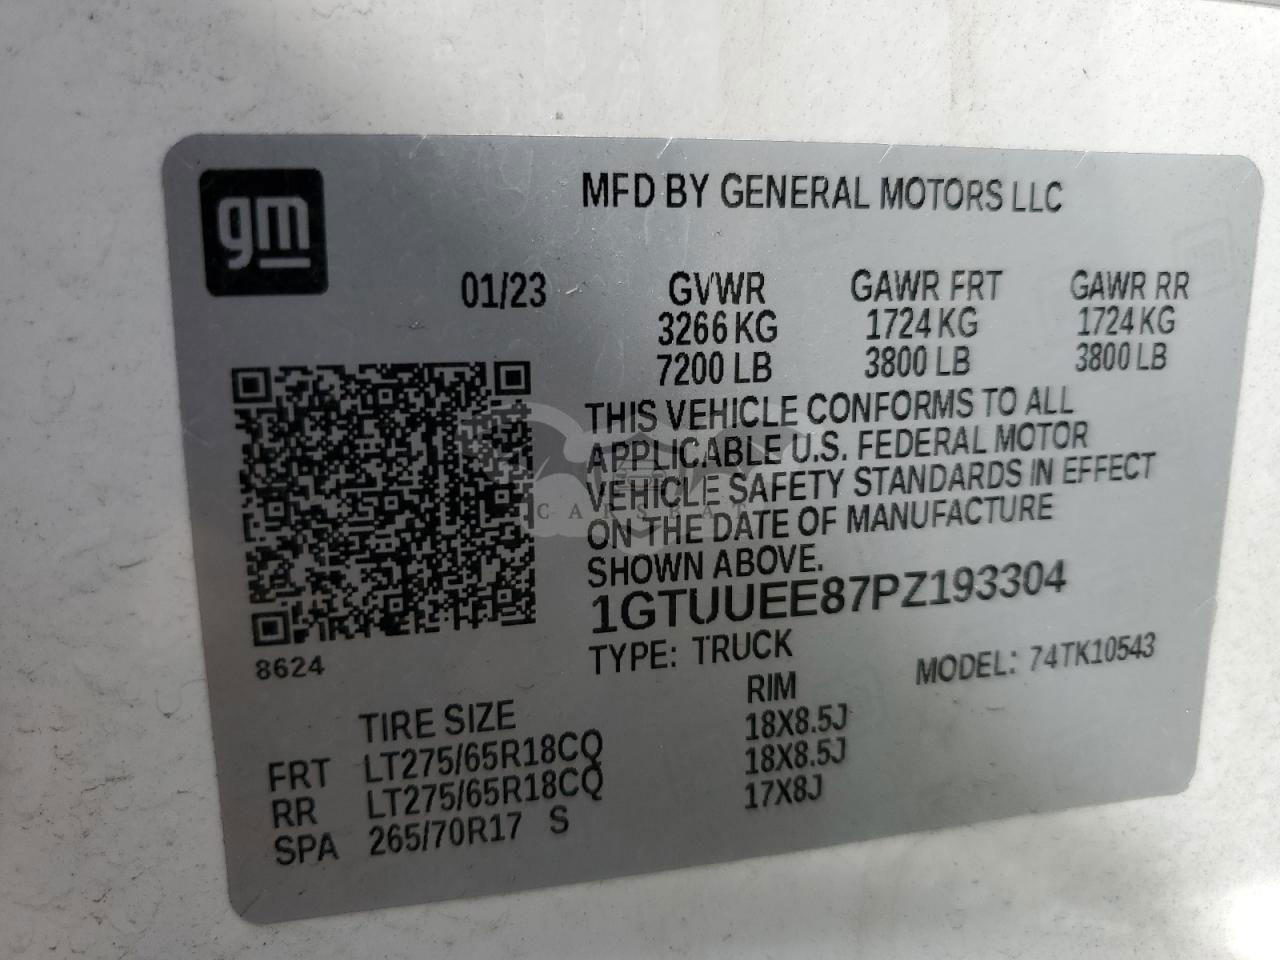 gm
MFD BY GENERAL MOTORS LLC
01/23 GVWR GAWR FRT GAWR RR
3266 KG 1724 KG 1724 KG
7200 LB 3800 LB 3800 LB
THIS VEHICLE CONFORMS TO ALL
APPLICABLE U.S. FEDERAL MOTOR
VEHICLE SAFETY STANDARDS IN EFFECT
CARSBAT
ON THE DATE OF MANUFACTURE
SHOWN ABOVE.
1GTUUEE87PZ193304
8624
TYPE: TRUCK MODEL: 74TK10543
TIRE SIZE RIM
FRT LT275/65R18CQ 18X8.5J
RR LT275/65R18CQ 18X8.5J
SPA 265/70R17 S 17X8J